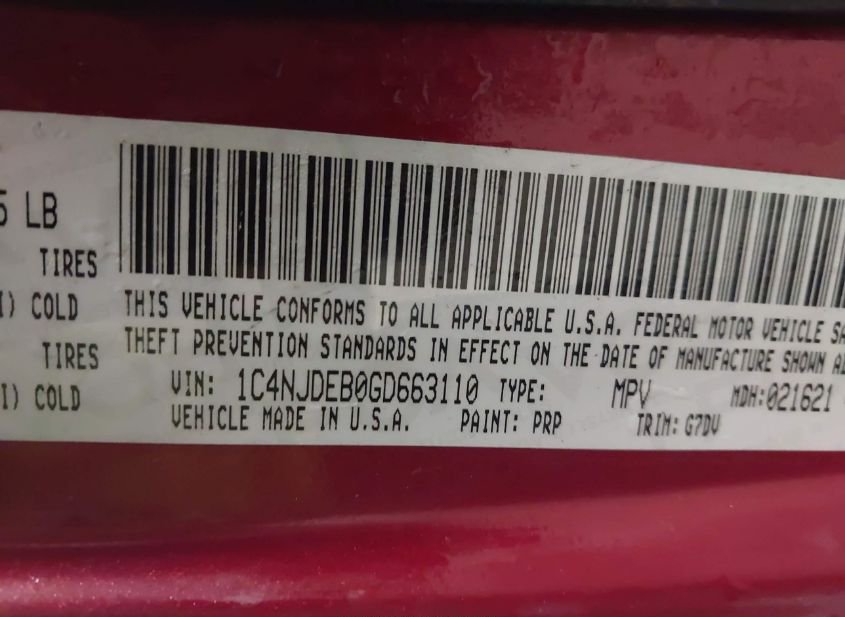 5 LB
TIRES
I) COLD
TIRES
I) COLD
THIS VEHICLE CONFORMS TO ALL APPLICABLE U.S.A. FEDERAL MOTOR VEHICLE SA
THEFT PREVENTION STANDARDS IN EFFECT ON THE DATE OF MANUFACTURE SHOWN A
VIN: 1C4NJDEB0GD663110 TYPE: MPV MDH:021621
VEHICLE MADE IN U.S.A. PAINT: PRP TRIM: G7DV